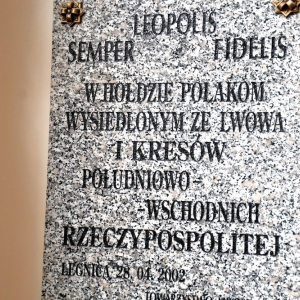 LEOPOLIS
SEMPER FIDELIS
W HOŁDZIE POLAKOM
WYSIEDLONYM ZE LWOWA
I KRESÓW
POŁUDNIOWO-
-WSCHODNICH
RZECZYPOSPOLITEJ
LEGNICA 28. 04. 2002